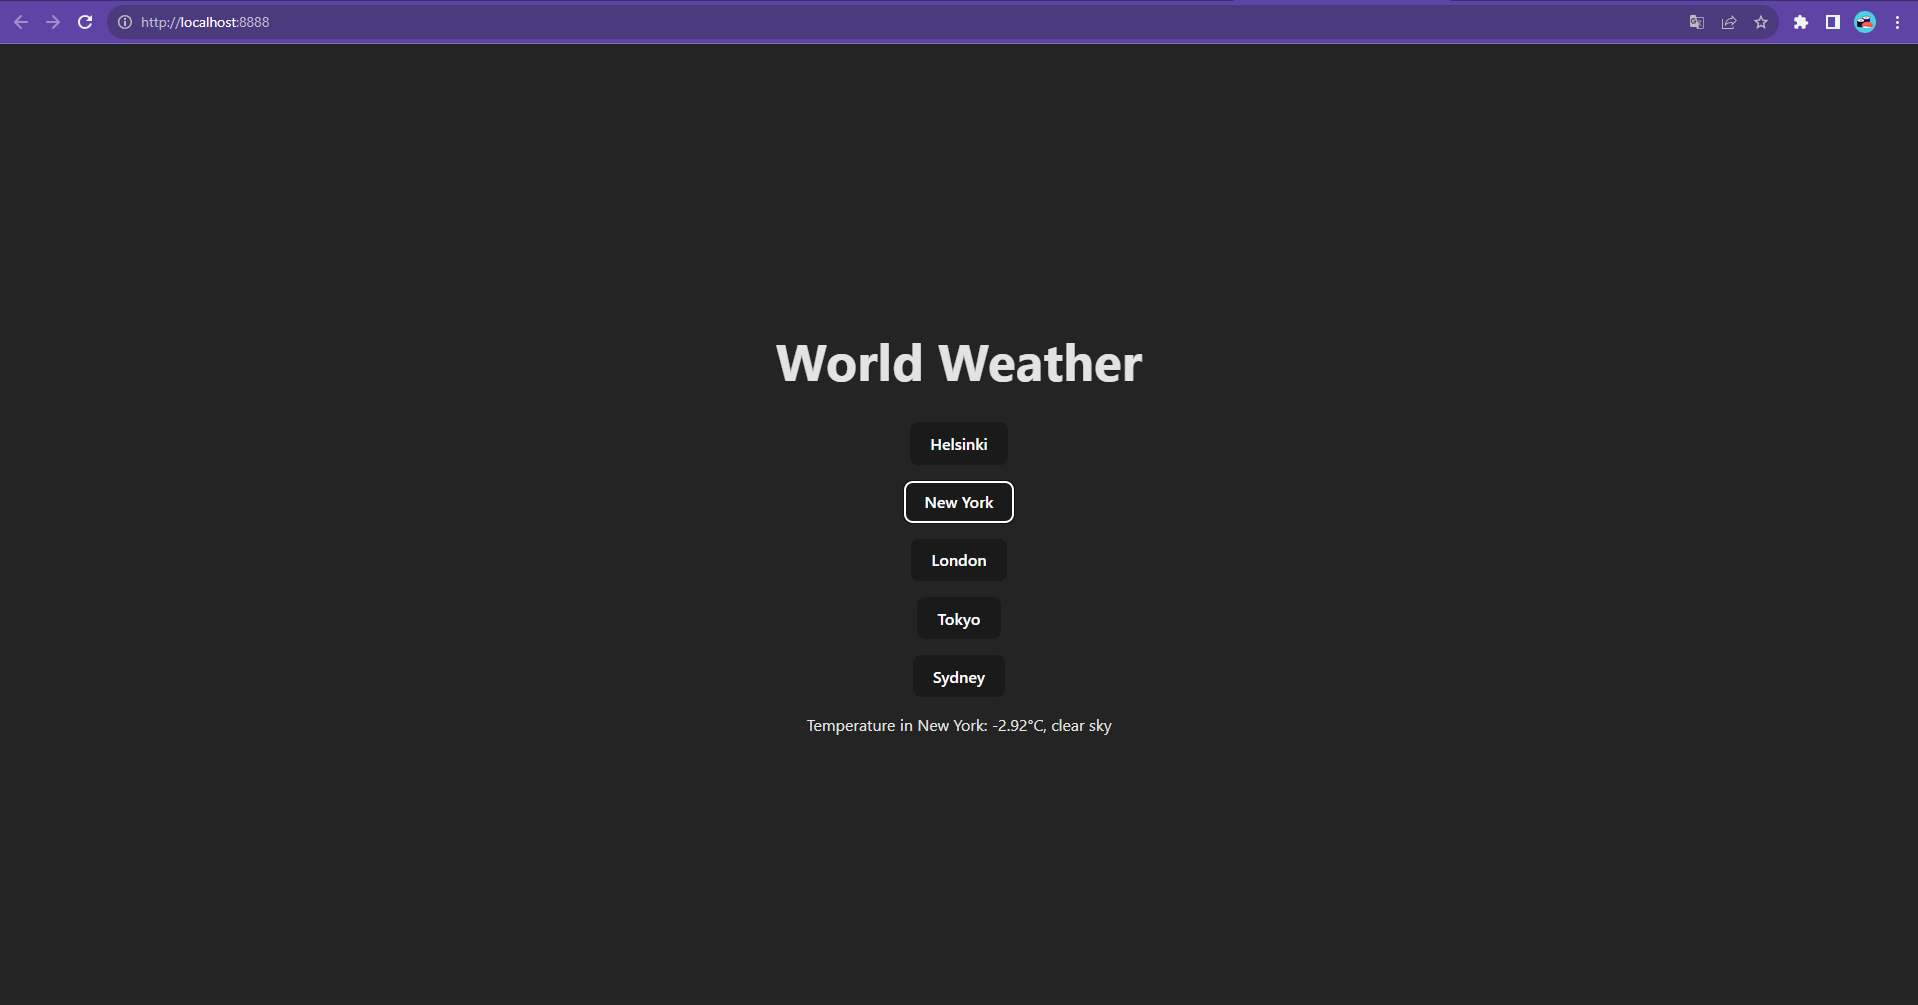 http://localhost:8888
World Weather
Helsinki
New York
London
Tokyo
Sydney
Temperature in New York: -2.92°C, clear sky